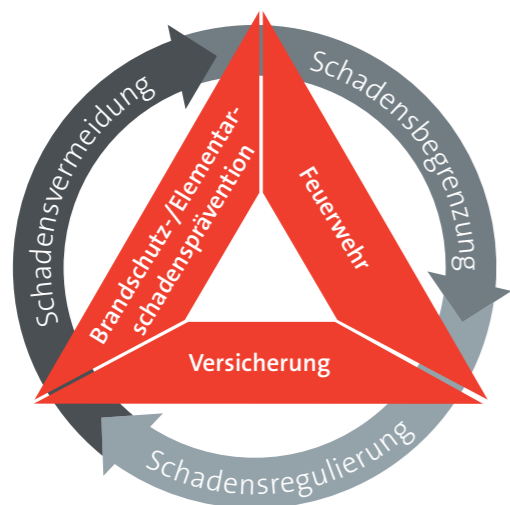 Schadensvermeidung
Schadensbegrenzung
Brandschutz-/Elementar-
schadensprävention
Feuerwehr
Versicherung
Schadensregulierung